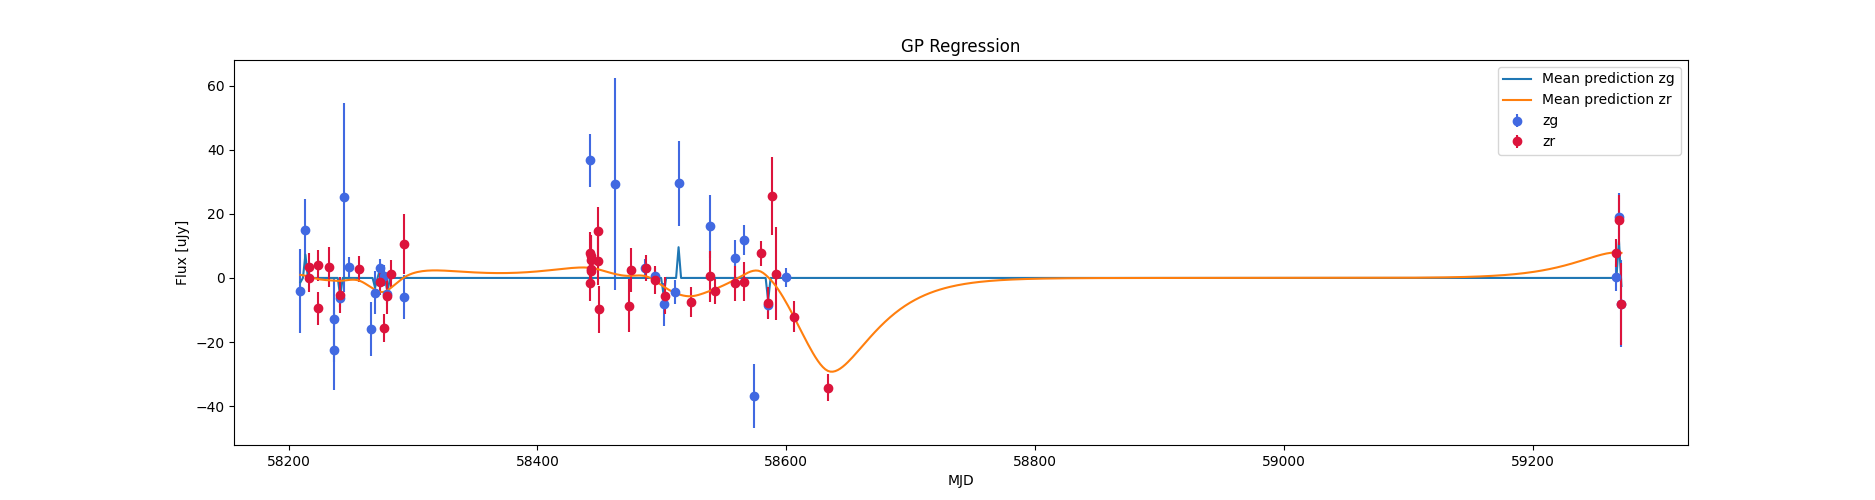 GP Regression
Mean prediction zg
Mean prediction zr
zg
zr
60
40
20
0
−20
−40
Flux [uJy]
58200
58400
58600
58800
59000
59200
MJD